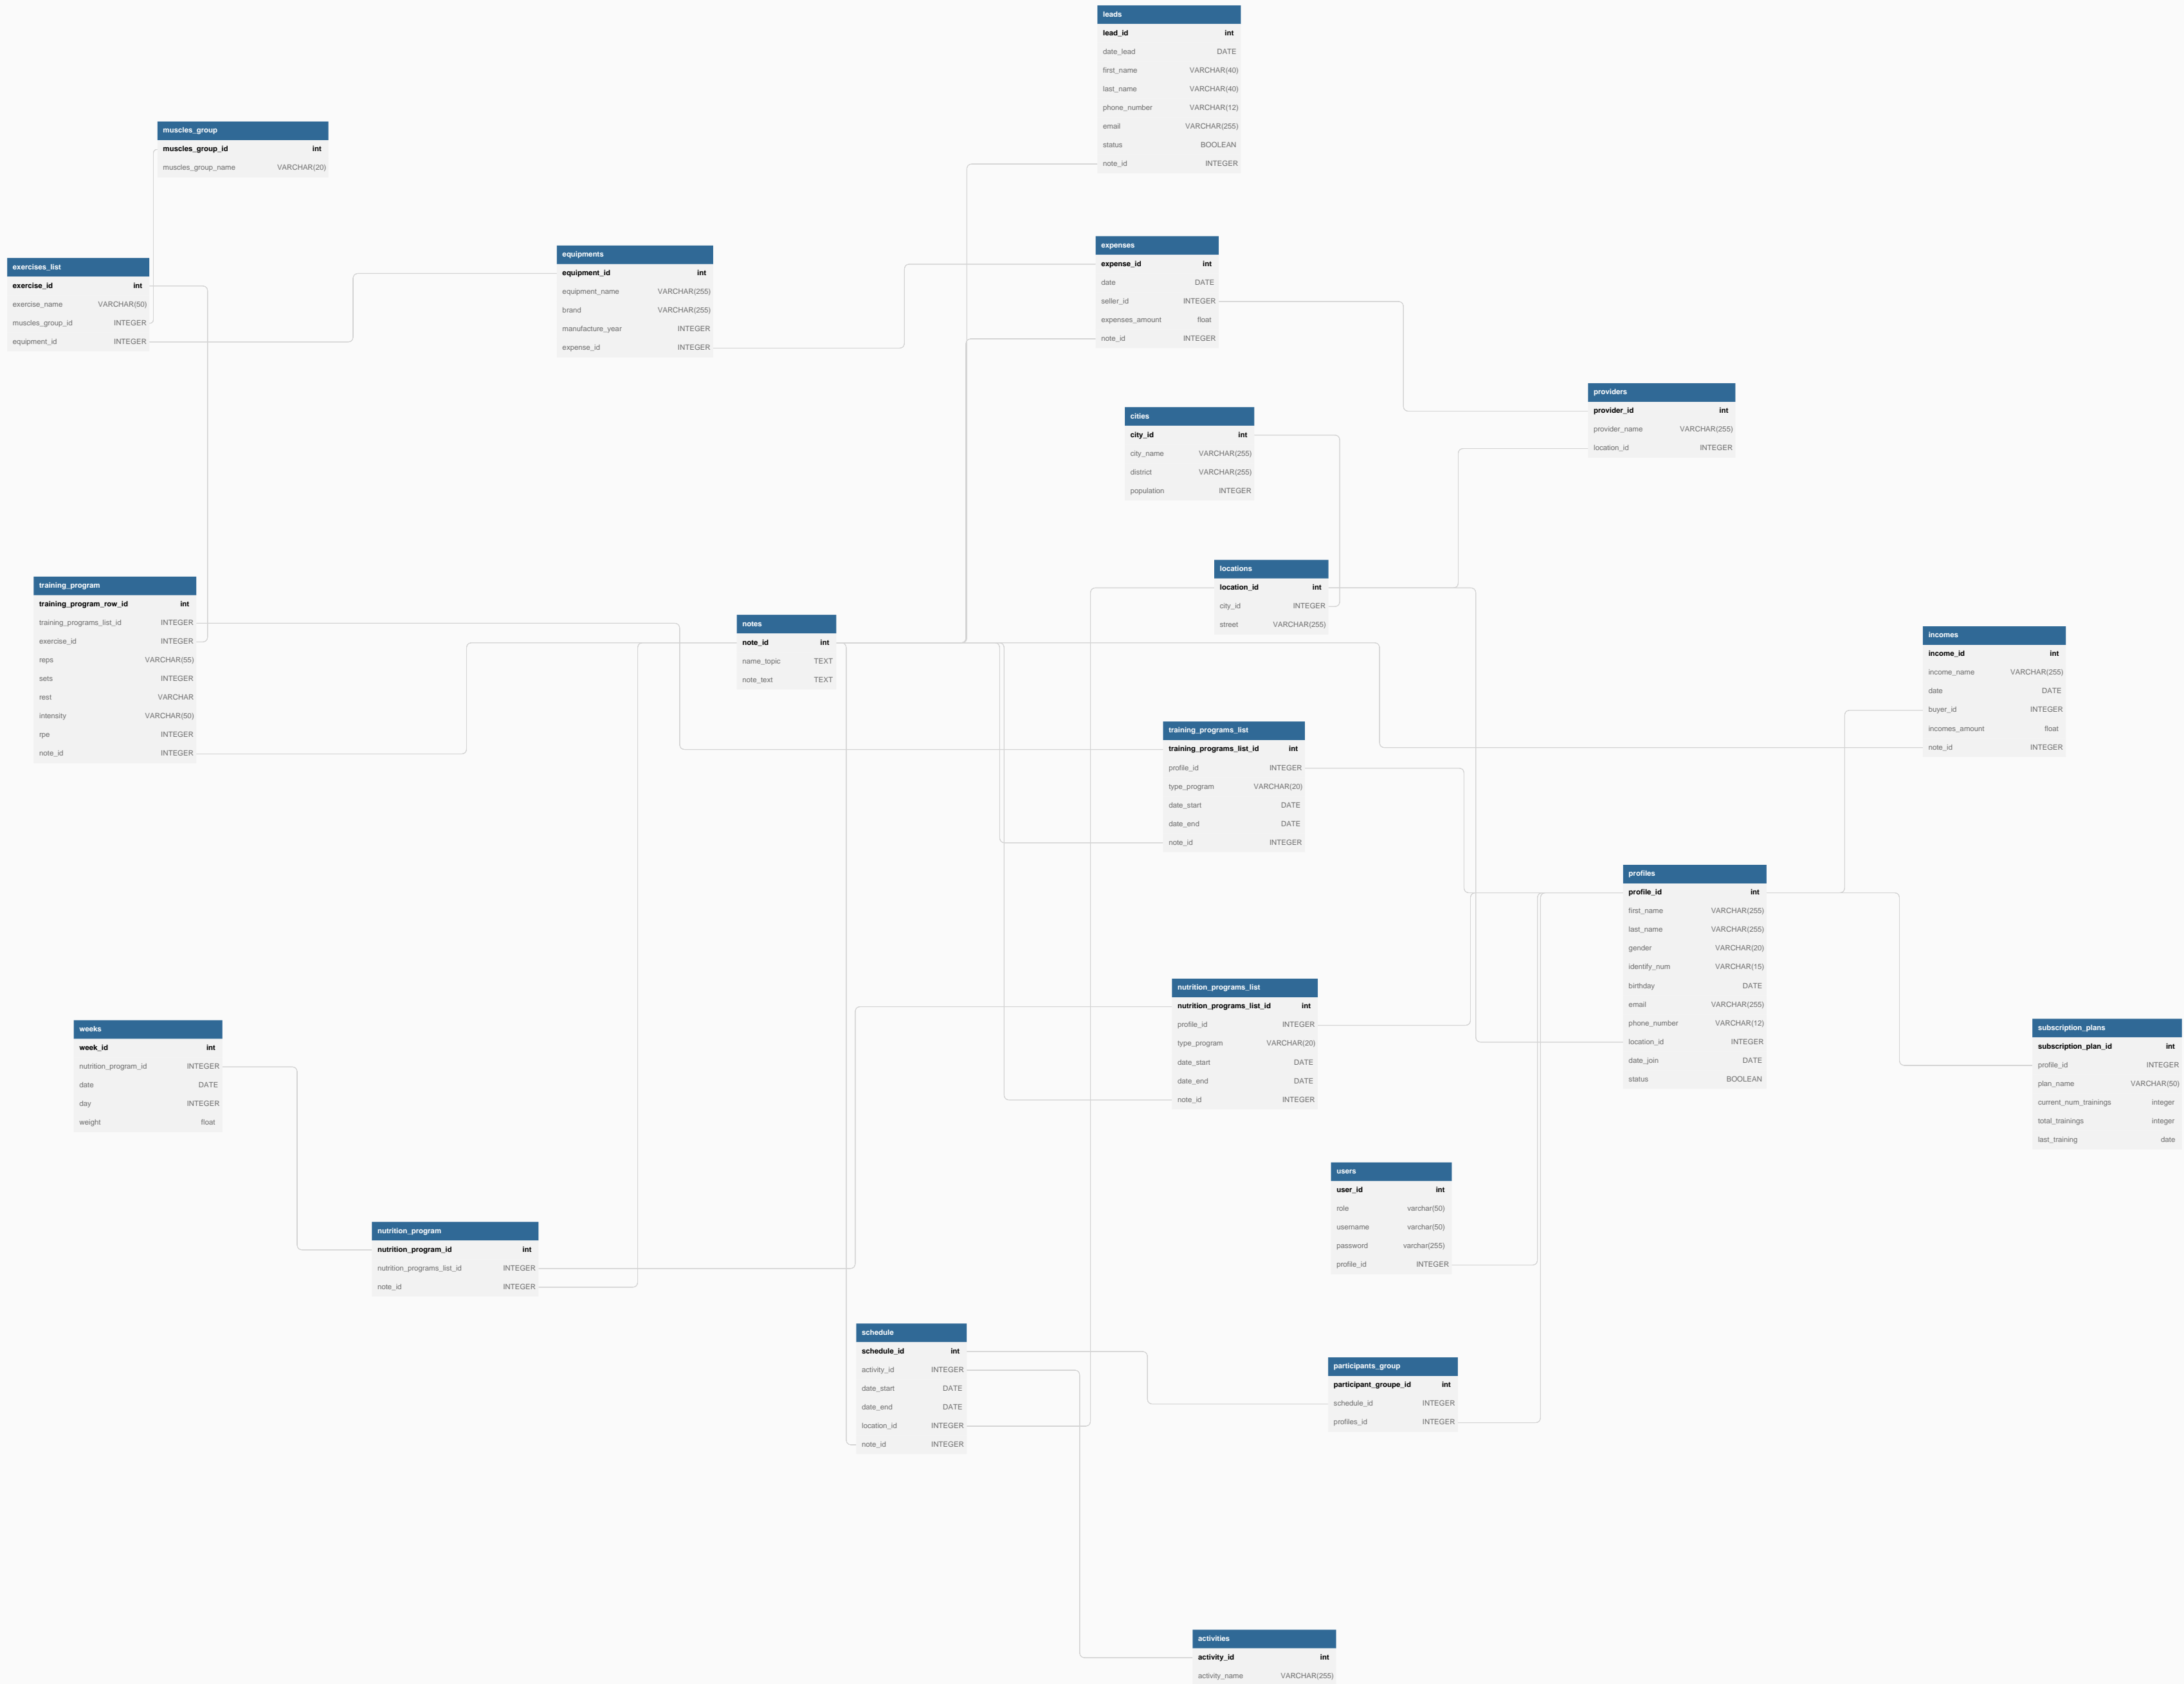 leads
lead_id int
date_lead DATE
first_name VARCHAR(40)
last_name VARCHAR(40)
phone_number VARCHAR(12)
email VARCHAR(255)
status BOOLEAN
note_id INTEGER
muscles_group
muscles_group_id int
muscles_group_name VARCHAR(20)
exercises_list
exercise_id int
exercise_name VARCHAR(50)
muscles_group_id INTEGER
equipment_id INTEGER
equipments
equipment_id int
equipment_name VARCHAR(255)
brand VARCHAR(255)
manufacture_year INTEGER
expense_id INTEGER
expenses
expense_id int
date DATE
seller_id INTEGER
expenses_amount float
note_id INTEGER
providers
provider_id int
provider_name VARCHAR(255)
location_id INTEGER
cities
city_id int
city_name VARCHAR(255)
district VARCHAR(255)
population INTEGER
locations
location_id int
city_id INTEGER
street VARCHAR(255)
training_program
training_program_row_id int
training_programs_list_id INTEGER
exercise_id INTEGER
reps VARCHAR(55)
sets INTEGER
rest VARCHAR
intensity VARCHAR(50)
rpe INTEGER
note_id INTEGER
notes
note_id int
name_topic TEXT
note_text TEXT
incomes
income_id int
income_name VARCHAR(255)
date DATE
buyer_id INTEGER
incomes_amount float
note_id INTEGER
training_programs_list
training_programs_list_id int
profile_id INTEGER
type_program VARCHAR(20)
date_start DATE
date_end DATE
note_id INTEGER
profiles
profile_id int
first_name VARCHAR(255)
last_name VARCHAR(255)
gender VARCHAR(20)
identify_num VARCHAR(15)
birthday DATE
email VARCHAR(255)
phone_number VARCHAR(12)
location_id INTEGER
date_join DATE
status BOOLEAN
nutrition_programs_list
nutrition_programs_list_id int
profile_id INTEGER
type_program VARCHAR(20)
date_start DATE
date_end DATE
note_id INTEGER
weeks
week_id int
nutrition_program_id INTEGER
date DATE
day INTEGER
weight float
subscription_plans
subscription_plan_id int
profile_id INTEGER
plan_name VARCHAR(50)
current_num_trainings integer
total_trainings integer
last_training date
users
user_id int
role varchar(50)
username varchar(50)
password varchar(255)
profile_id INTEGER
nutrition_program
nutrition_program_id int
nutrition_programs_list_id INTEGER
note_id INTEGER
schedule
schedule_id int
activity_id INTEGER
date_start DATE
date_end DATE
location_id INTEGER
note_id INTEGER
participants_group
participant_groupe_id int
schedule_id INTEGER
profiles_id INTEGER
activities
activity_id int
activity_name VARCHAR(255)